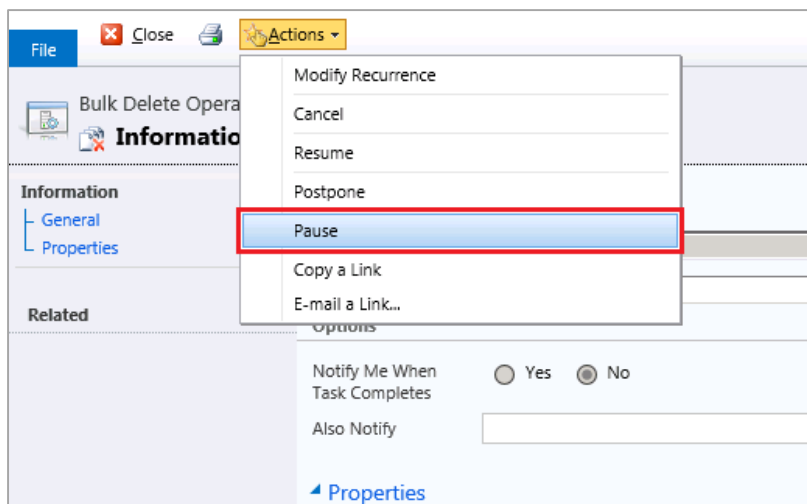 File
Close
Actions
Modify Recurrence
Cancel
Resume
Postpone
Pause
Copy a Link
E-mail a Link...
Bulk Delete Opera
Informatio
Information
General
Properties
Related
Options
Notify Me When
Task Completes
Yes
No
Also Notify
Properties